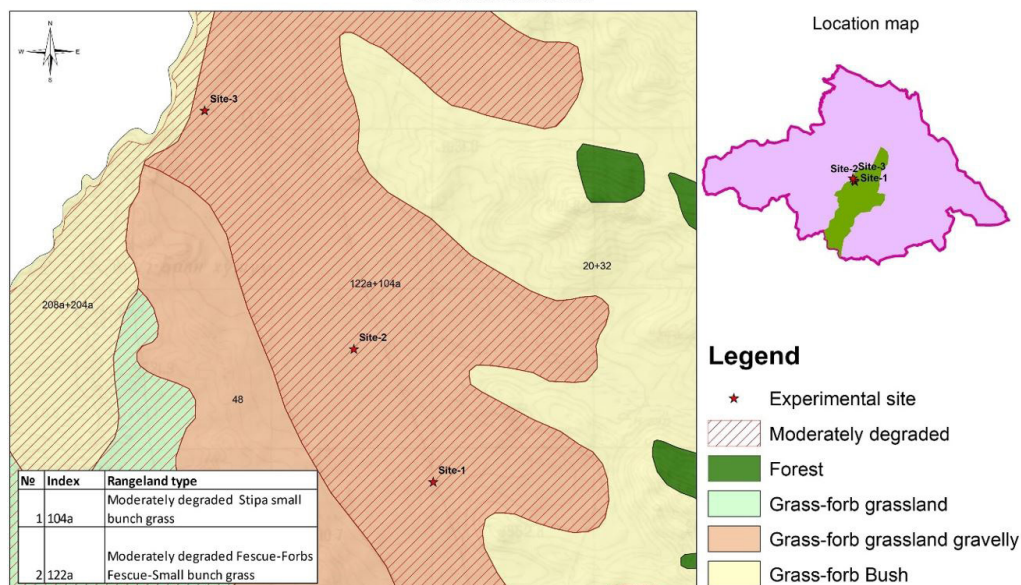 N
W E
S
Site-3
122a+104a
20+32
208a+204a
Site-2
48
Site-1
№ Index Rangeland type
1 104a Moderately degraded Stipa small
bunch grass
2 122a Moderately degraded Fescue-Forbs
Fescue-Small bunch grass
Location map
Site-2 Site-3
Site-1
Legend
Experimental site
Moderately degraded
Forest
Grass-forb grassland
Grass-forb grassland gravelly
Grass-forb Bush